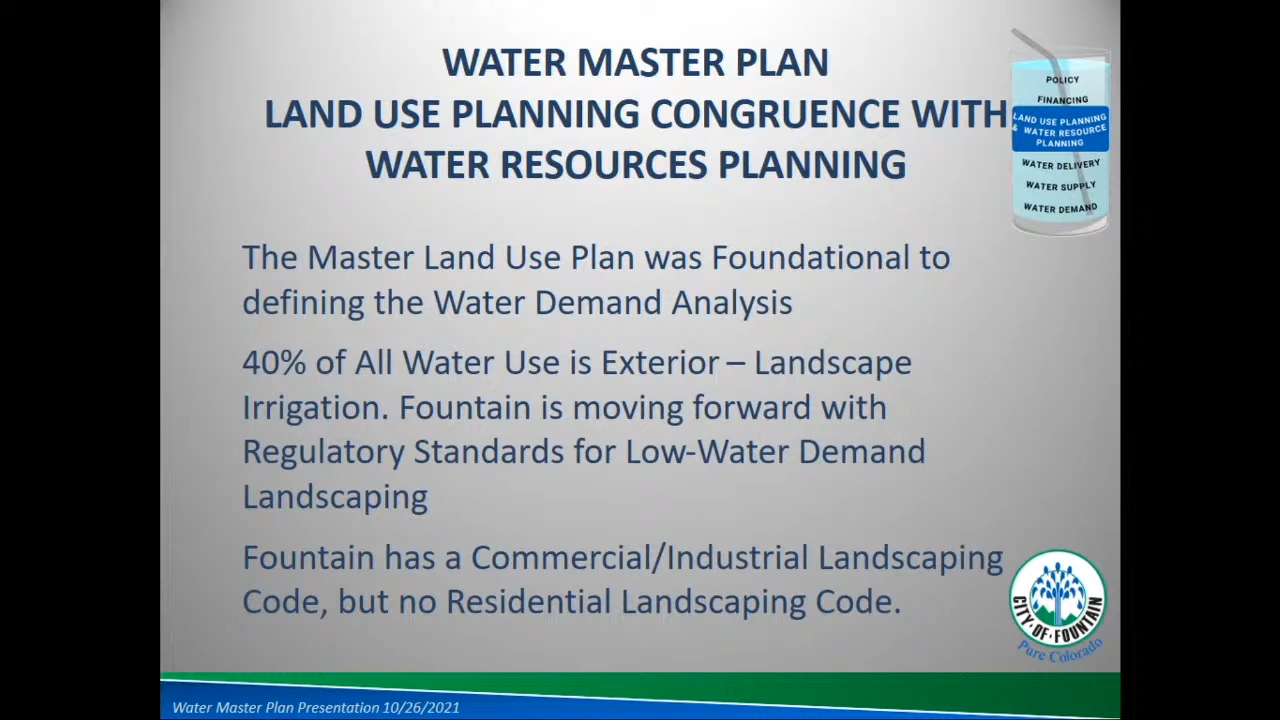 WATER MASTER PLAN
LAND USE PLANNING CONGRUENCE WITH
WATER RESOURCES PLANNING
POLICY
FINANCING
LAND USE PLANNING
& WATER RESOURCE
PLANNING
WATER DELIVERY
WATER SUPPLY
WATER DEMAND
The Master Land Use Plan was Foundational to
defining the Water Demand Analysis
40% of All Water Use is Exterior – Landscape
Irrigation. Fountain is moving forward with
Regulatory Standards for Low-Water Demand
Landscaping
Fountain has a Commercial/Industrial Landscaping
Code, but no Residential Landscaping Code.
CITY·OF·FOUNTAIN
Pure Colorado
Water Master Plan Presentation 10/26/2021